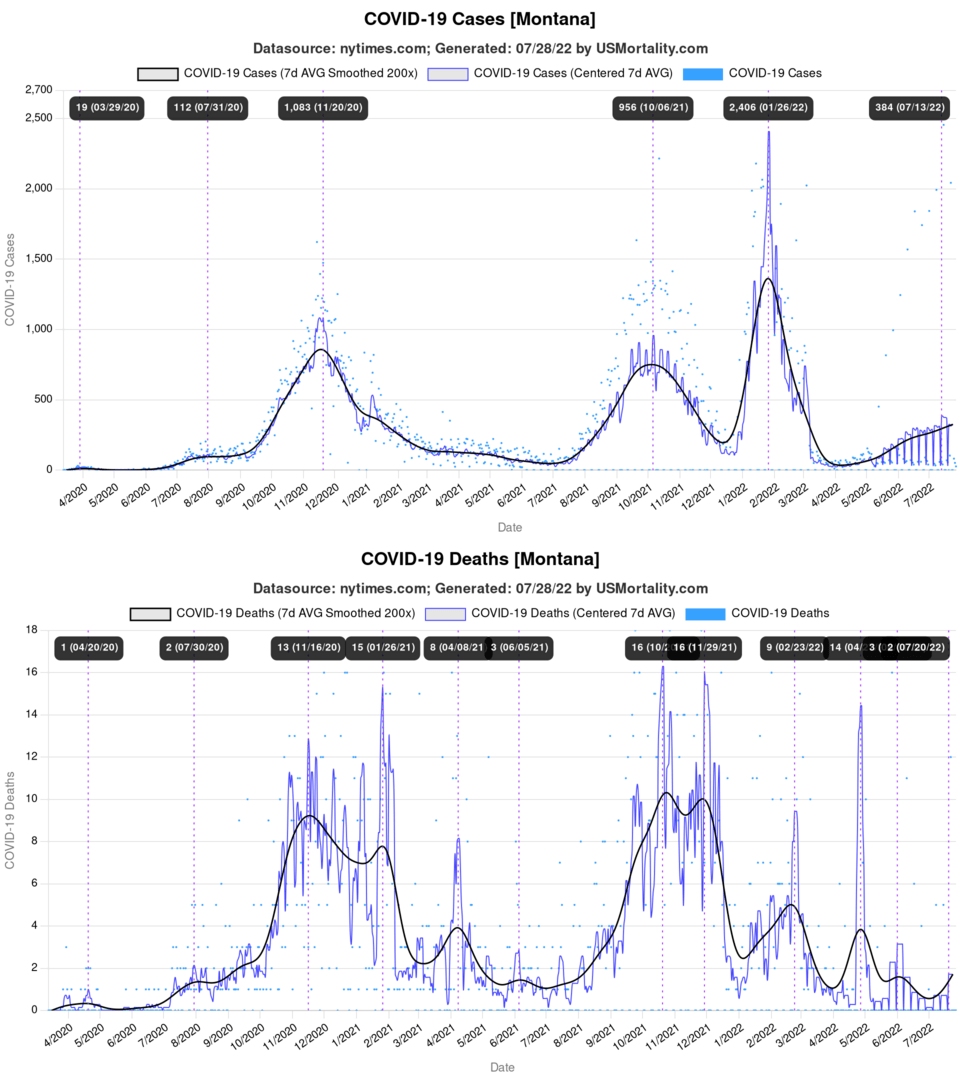 COVID-19 Cases [Montana]
Datasource: nytimes.com; Generated: 07/28/22 by USMortality.com
COVID-19 Cases (7d AVG Smoothed 200x) COVID-19 Cases (Centered 7d AVG) COVID-19 Cases
2,700
19 (03/29/20) 112 (07/31/20) 1,083 (11/20/20) 956 (10/06/21) 2,406 (01/26/22) 384 (07/13/22)
2,500
2,000
1,500
1,000
500
0
COVID-19 Cases
4/2020 5/2020 6/2020 7/2020 8/2020 9/2020 10/2020 11/2020 12/2020 1/2021 2/2021 3/2021 4/2021 5/2021 6/2021 7/2021 8/2021 9/2021 10/2021 11/2021 12/2021 1/2022 2/2022 3/2022 4/2022 5/2022 6/2022 7/2022
Date
COVID-19 Deaths [Montana]
Datasource: nytimes.com; Generated: 07/28/22 by USMortality.com
COVID-19 Deaths (7d AVG Smoothed 200x) COVID-19 Deaths (Centered 7d AVG) COVID-19 Deaths
18
1 (04/20/20) 2 (07/30/20) 13 (11/16/20) 15 (01/26/21) 8 (04/08/21 3 (06/05/21) 16 (10/2 16 (11/29/21) 9 (02/23/22) 14 (04/2 3 (0 2 (07/20/22)
16
14
12
10
8
6
4
2
0
COVID-19 Deaths
4/2020 5/2020 6/2020 7/2020 8/2020 9/2020 10/2020 11/2020 12/2020 1/2021 2/2021 3/2021 4/2021 5/2021 6/2021 7/2021 8/2021 9/2021 10/2021 11/2021 12/2021 1/2022 2/2022 3/2022 4/2022 5/2022 6/2022 7/2022
Date